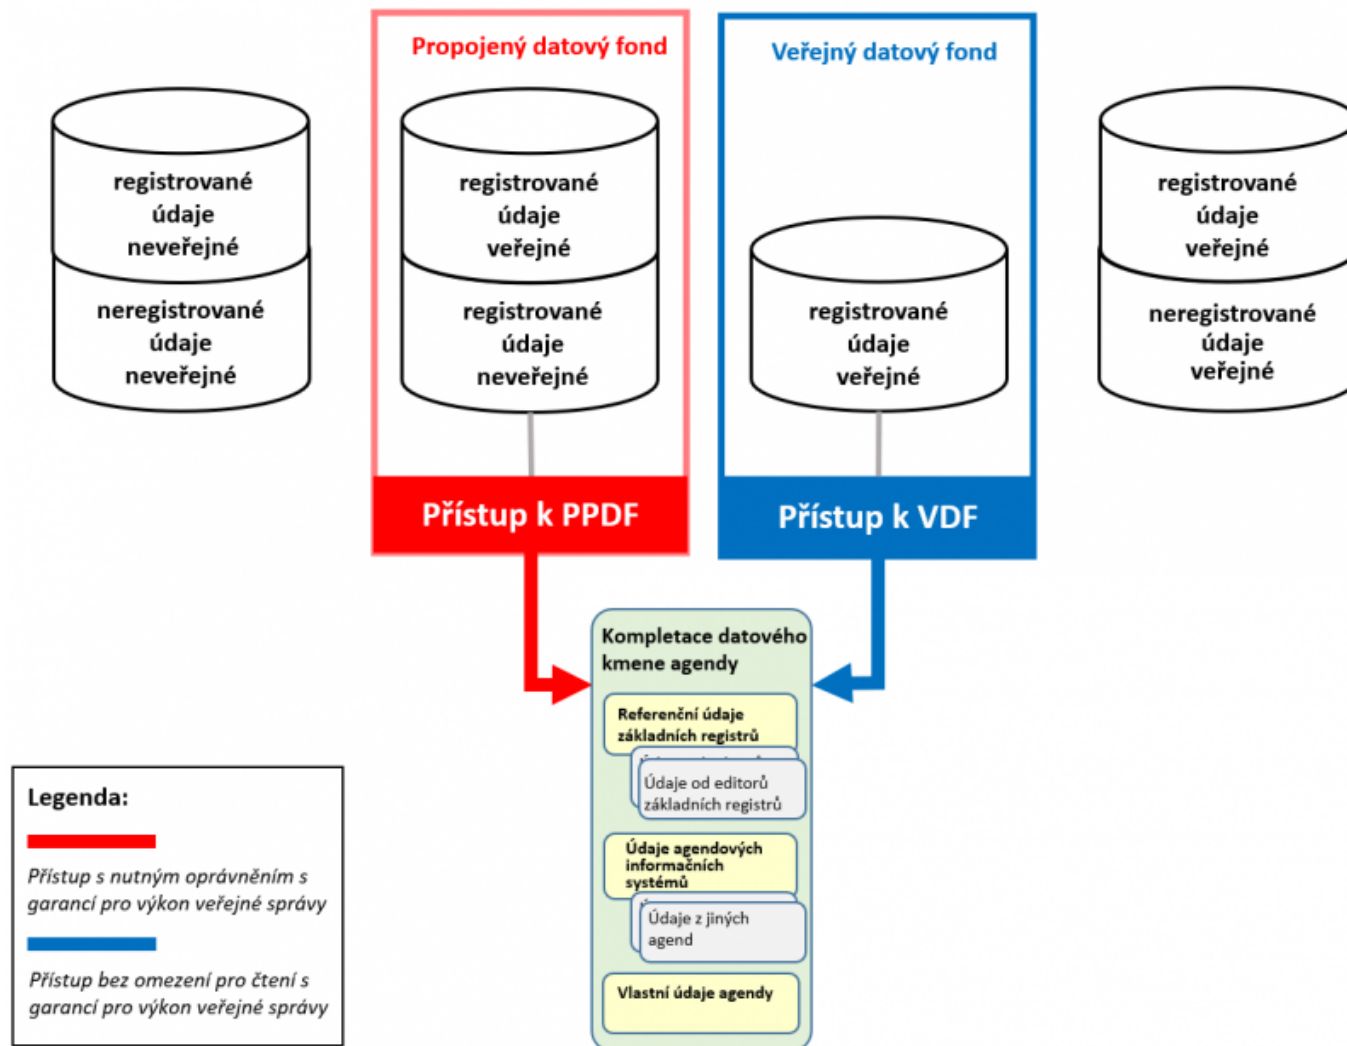 Propojený datový fond
Veřejný datový fond
registrované
údaje
neveřejné
neregistrované
údaje
neveřejné
registrované
údaje
veřejné
registrované
údaje
neveřejné
registrované
údaje
veřejné
registrované
údaje
veřejné
neregistrované
údaje
veřejné
Přístup k PPDF
Přístup k VDF
Kompletace datového
kmene agendy
Referenční údaje
základních registrů
Údaje od editorů
základních registrů
Údaje agendových
informačních
systémů
Údaje z jiných
agend
Vlastní údaje agendy
Legenda:
Přístup s nutným oprávněním s
garancí pro výkon veřejné správy
Přístup bez omezení pro čtení s
garancí pro výkon veřejné správy